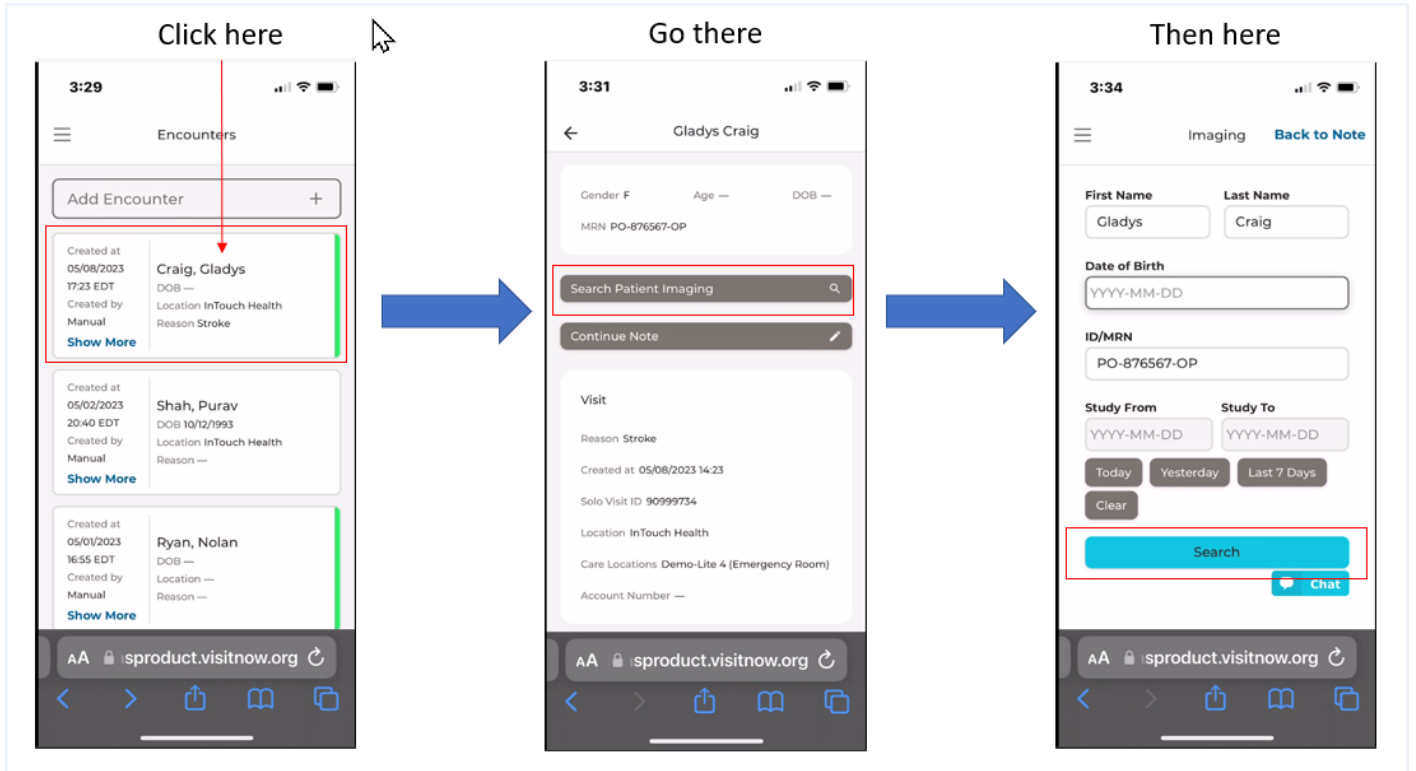 Click here
Go there
Then here
3:29
Encounters
Add Encounter +
Created at
05/08/2023
17:23 EDT
Created by
Manual
Show More
Craig, Gladys
DOB —
Location InTouch Health
Reason Stroke
Created at
05/02/2023
20:40 EDT
Created by
Manual
Show More
Shah, Purav
DOB 10/12/1993
Location InTouch Health
Reason —
Created at
05/01/2023
16:55 EDT
Created by
Manual
Show More
Ryan, Nolan
DOB —
Location —
Reason —
AA sproduct.visitnow.org
3:31
Gladys Craig
Gender F Age — DOB —
MRN PO-876567-OP
Search Patient Imaging
Continue Note
Visit
Reason Stroke
Created at 05/08/2023 14:23
Solo Visit ID 90999734
Location InTouch Health
Care Locations Demo-Lite 4 (Emergency Room)
Account Number —
AA sproduct.visitnow.org
3:34
Imaging Back to Note
First Name Last Name
Gladys Craig
Date of Birth
YYYY-MM-DD
ID/MRN
PO-876567-OP
Study From Study To
YYYY-MM-DD YYYY-MM-DD
Today Yesterday Last 7 Days
Clear
Search
Chat
AA sproduct.visitnow.org